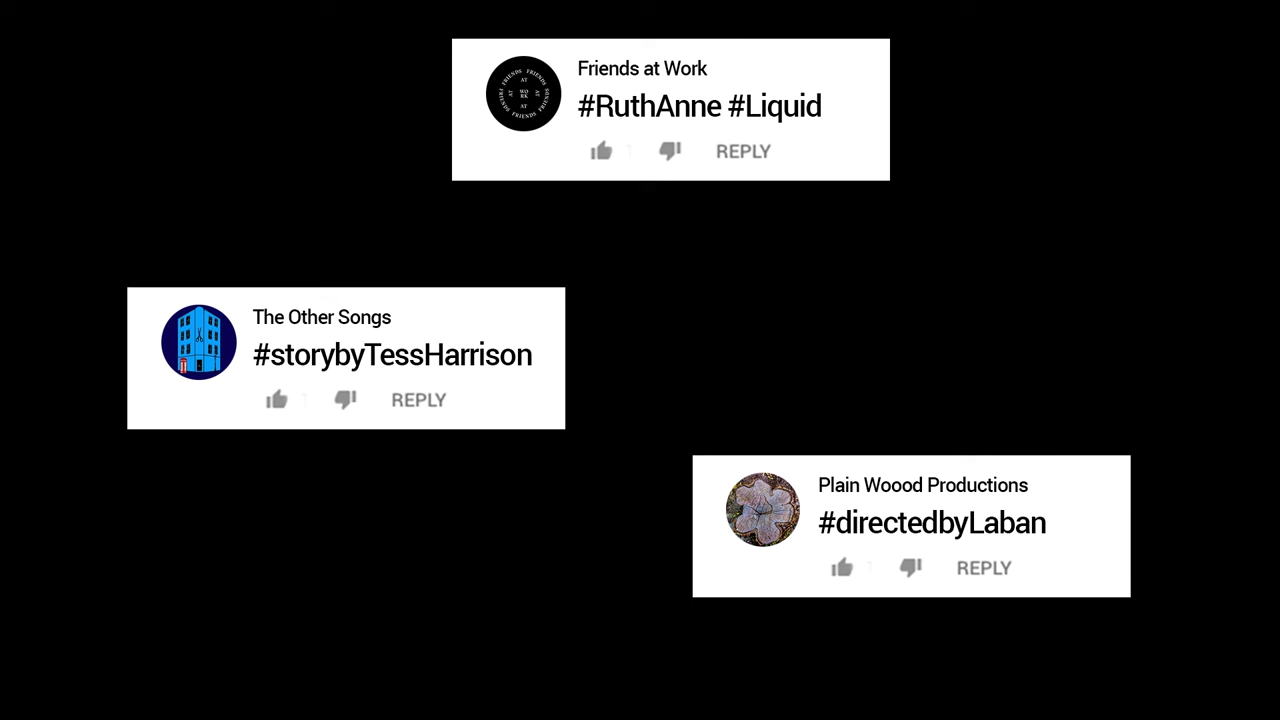 Friends at Work
#RuthAnne #Liquid
REPLY
The Other Songs
#storybyTessHarrison
REPLY
Plain Woood Productions
#directedbyLaban
REPLY